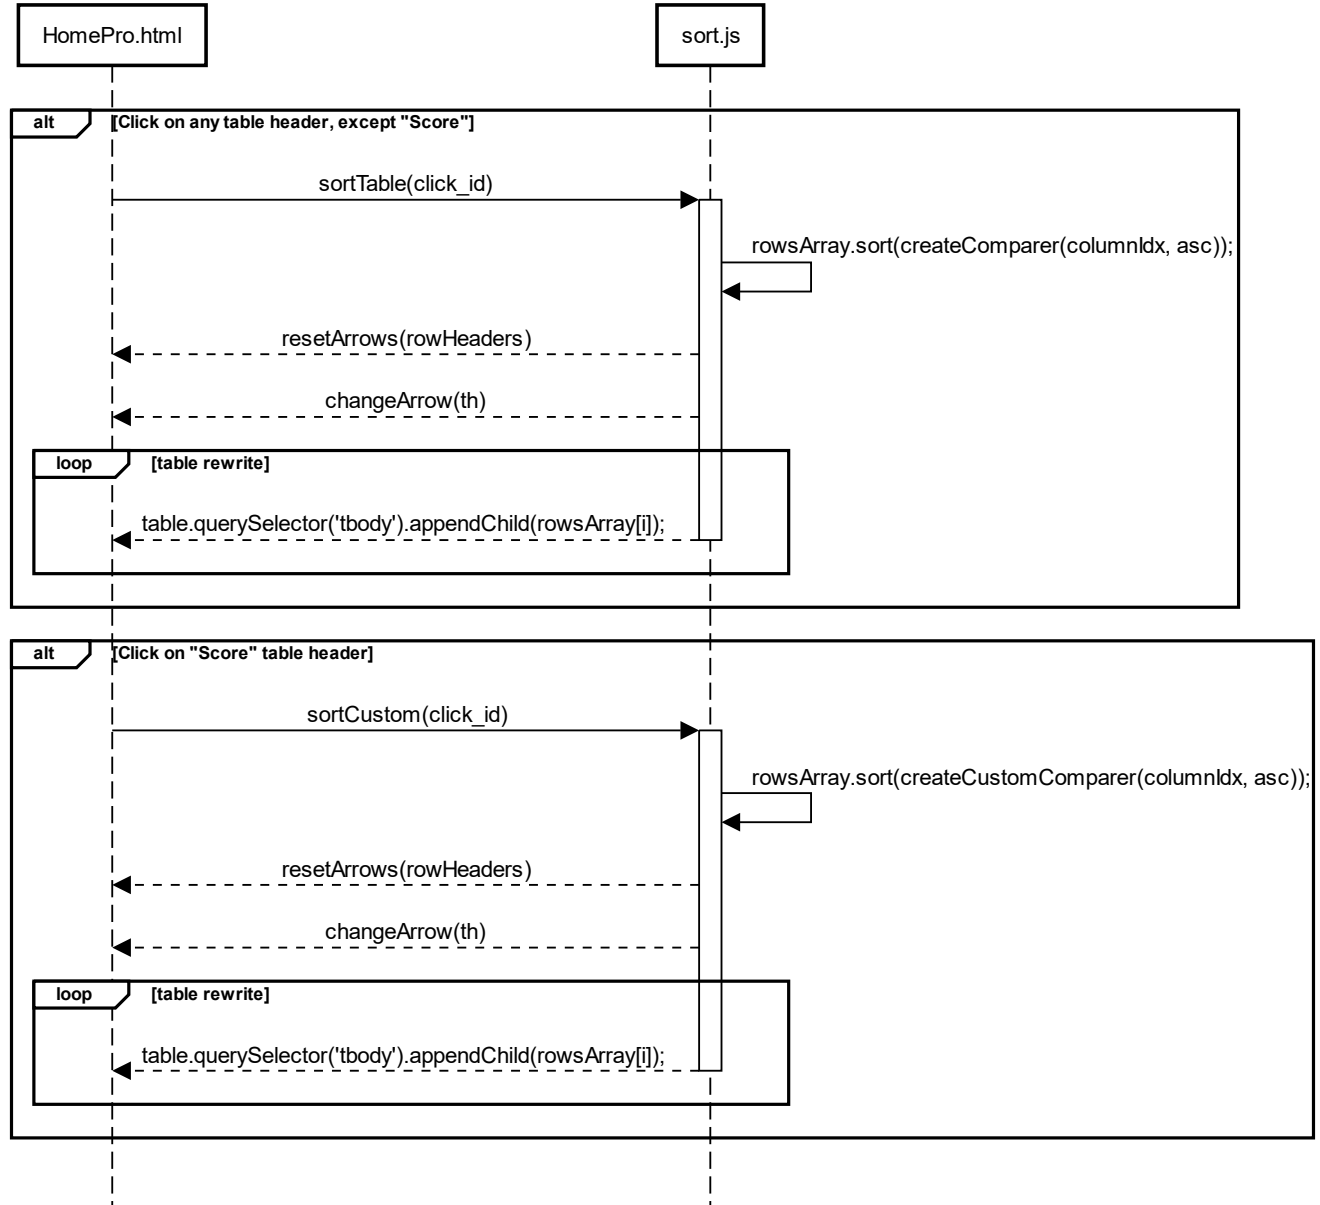 HomePro.html
sort.js
alt
[Click on any table header, except "Score"]
sortTable(click_id)
rowsArray.sort(createComparer(columnIdx, asc));
resetArrows(rowHeaders)
changeArrow(th)
loop
[table rewrite]
table.querySelector('tbody').appendChild(rowsArray[i]);
alt
[Click on "Score" table header]
sortCustom(click_id)
rowsArray.sort(createCustomComparer(columnIdx, asc));
resetArrows(rowHeaders)
changeArrow(th)
loop
[table rewrite]
table.querySelector('tbody').appendChild(rowsArray[i]);